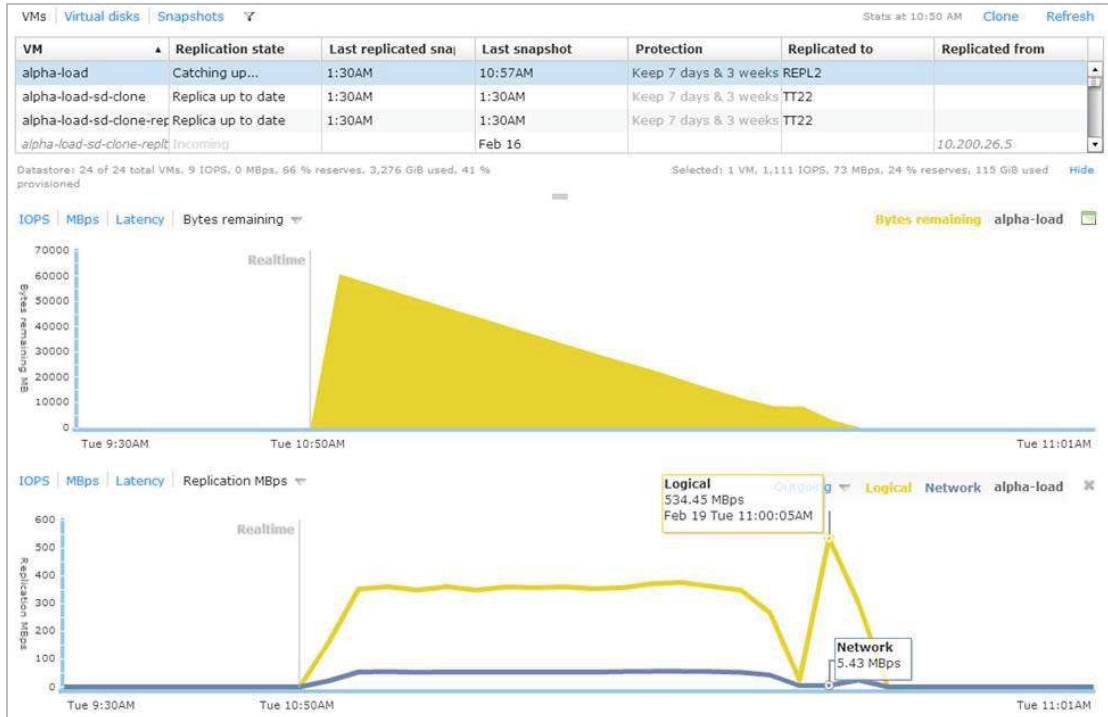 VMs Virtual disks Snapshots Stats at 10:50 AM Clone Refresh
VM Replication state Last replicated sna Last snapshot Protection Replicated to Replicated from
alpha-load Catching up... 1:30AM 10:57AM Keep 7 days & 3 weeks REPL2
alpha-load-sd-clone Replica up to date 1:30AM 1:30AM Keep 7 days & 3 weeks TT22
alpha-load-sd-clone-rep Replica up to date 1:30AM 1:30AM Keep 7 days & 3 weeks TT22
alpha-load-sd-clone-replt Incoming Feb 16 10.200.26.5
Datastore: 24 of 24 total VMs, 9 IOPS, 0 MBps, 66 % reserves, 3,276 GiB used, 41 % Selected: 1 VM, 1,111 IOPS, 73 MBps, 24 % reserves, 115 GiB used Hide
provisioned
IOPS MBps Latency Bytes remaining Bytes remaining alpha-load
Bytes remaining MB
70000
60000
50000
40000
30000
20000
10000
0
Realtime
Tue 9:30AM Tue 10:50AM Tue 11:01AM
IOPS MBps Latency Replication MBps Outgoing Logical Network alpha-load
Logical
534.45 MBps
Feb 19 Tue 11:00:05AM
Replication MBps
600
500
400
300
200
100
0
Realtime
Network
5.43 MBps
Tue 9:30AM Tue 10:50AM Tue 11:01AM